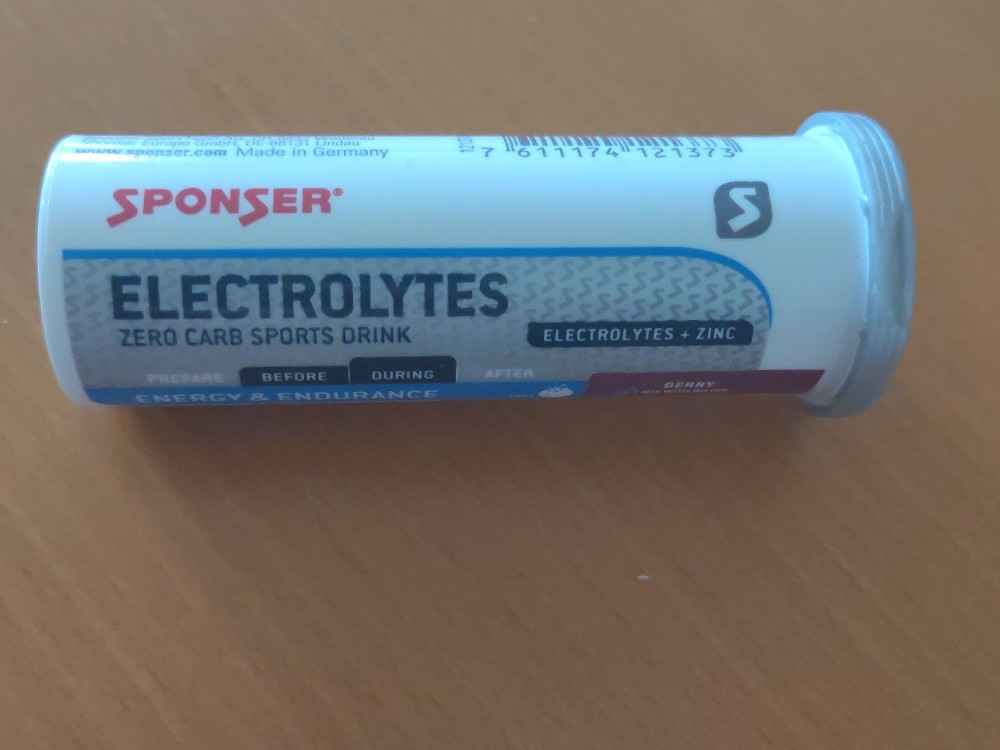 Sponser Europe GmbH, DE-88131 Lindau
www.sponser.com Made in Germany
7 611174 121373
SPONSER®
ELECTROLYTES
ZERO CARB SPORTS DRINK
ELECTROLYTES + ZINC
PREPARE BEFORE DURING AFTER
ENERGY & ENDURANCE
BERRY